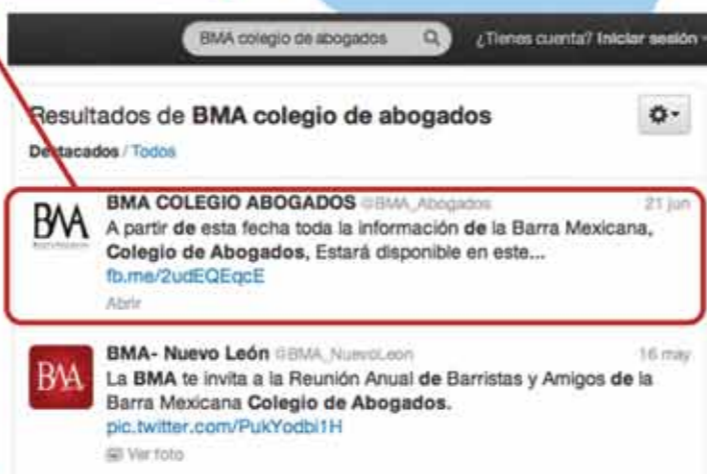 BMA colegio de abogados
¿Tienes cuenta? Iniciar sesión
Resultados de BMA colegio de abogados
Destacados / Todos
BMA
BMA COLEGIO ABOGADOS @BMA_Abogados 21 jun
A partir de esta fecha toda la información de la Barra Mexicana,
Colegio de Abogados, Estará disponible en este...
fb.me/2udEQEqcE
Abrir
BMA
BMA- Nuevo León @BMA_NuevoLeon 16 may
La BMA te invita a la Reunión Anual de Barristas y Amigos de la
Barra Mexicana Colegio de Abogados.
pic.twitter.com/PukYodbi1H
Ver foto